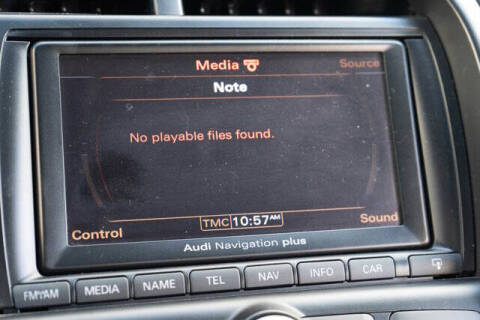 Media Source
Note
No playable files found.
TMC 10:57AM
Control Sound
Audi Navigation plus
FM/AM MEDIA NAME TEL NAV INFO CAR